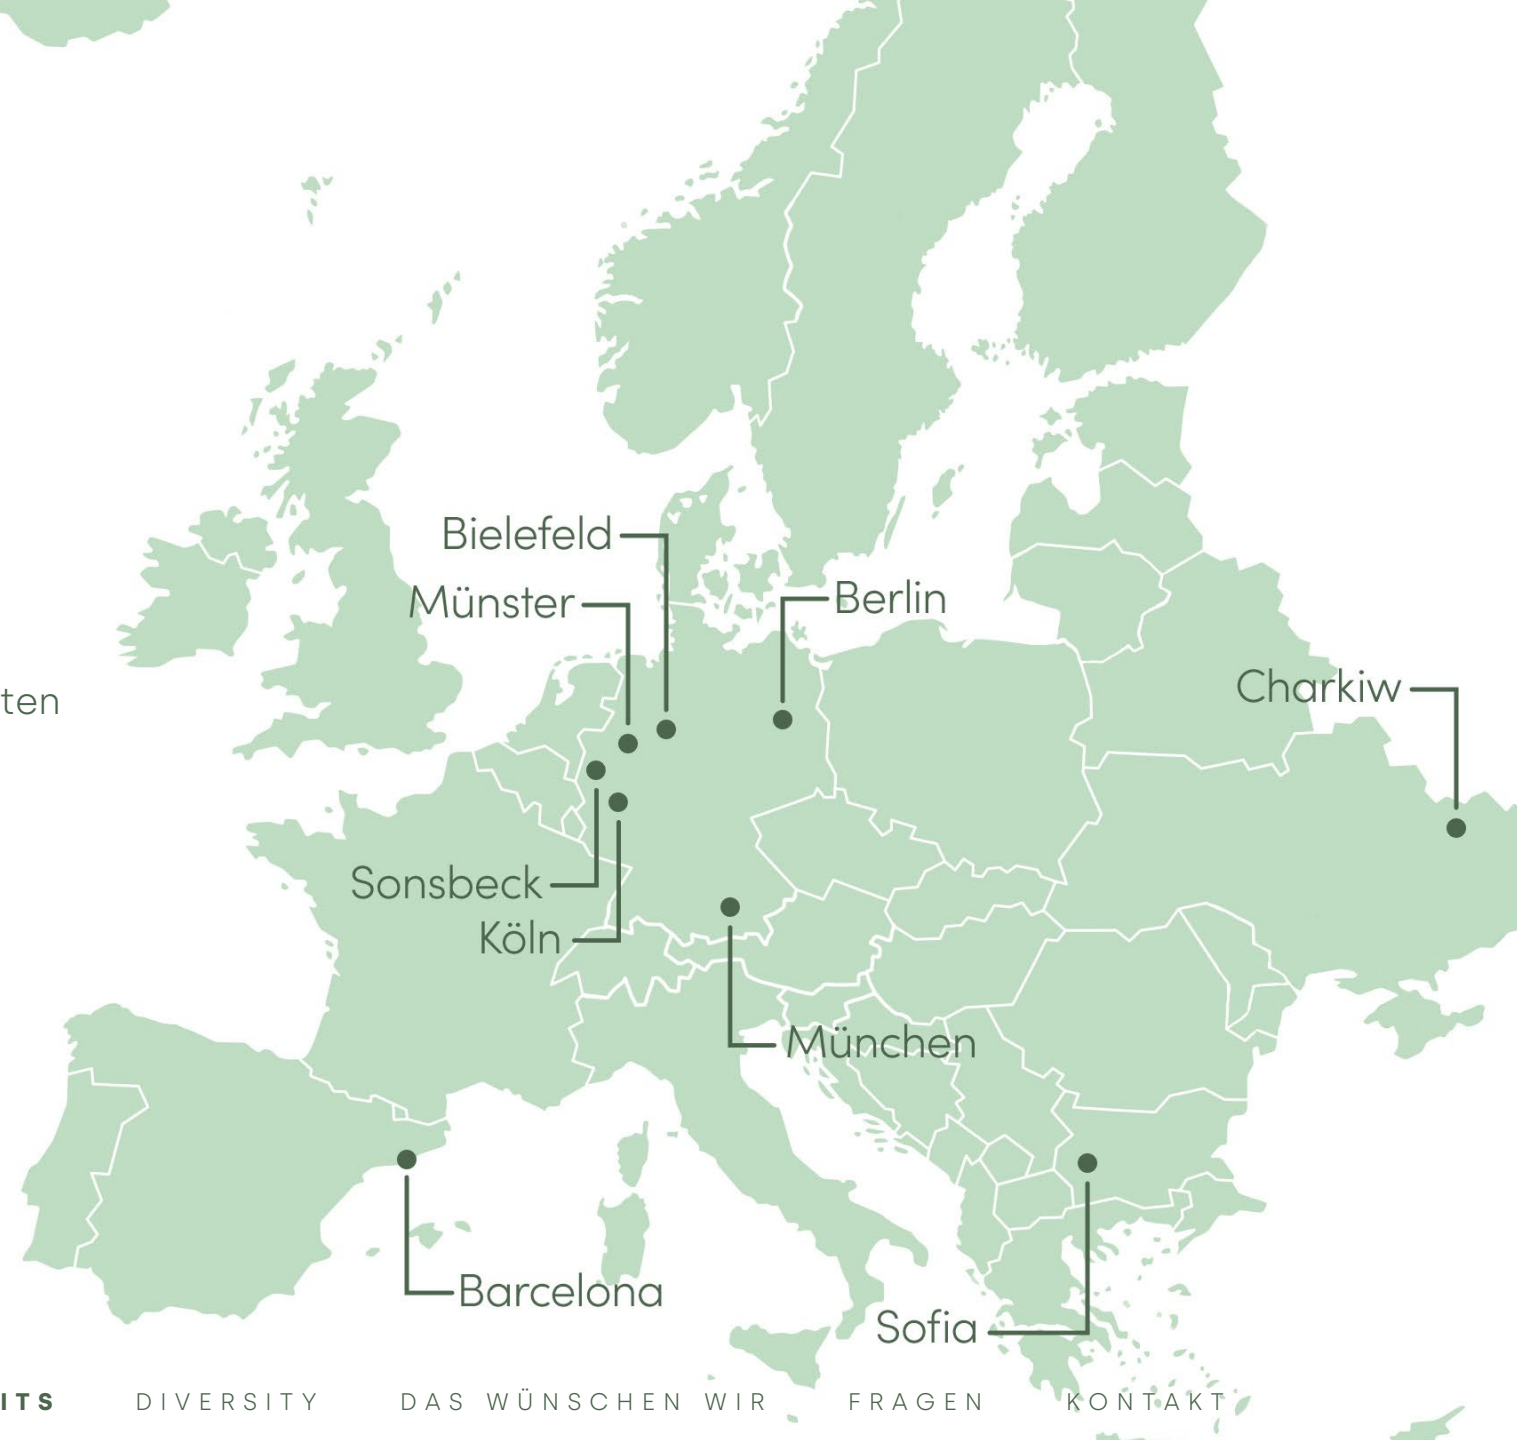 Bielefeld
Münster
Berlin
Charkiw
ten
Sonsbeck
Köln
München
Barcelona
Sofia
ITS DIVERSITY DAS WÜNSCHEN WIR FRAGEN KONTAKT